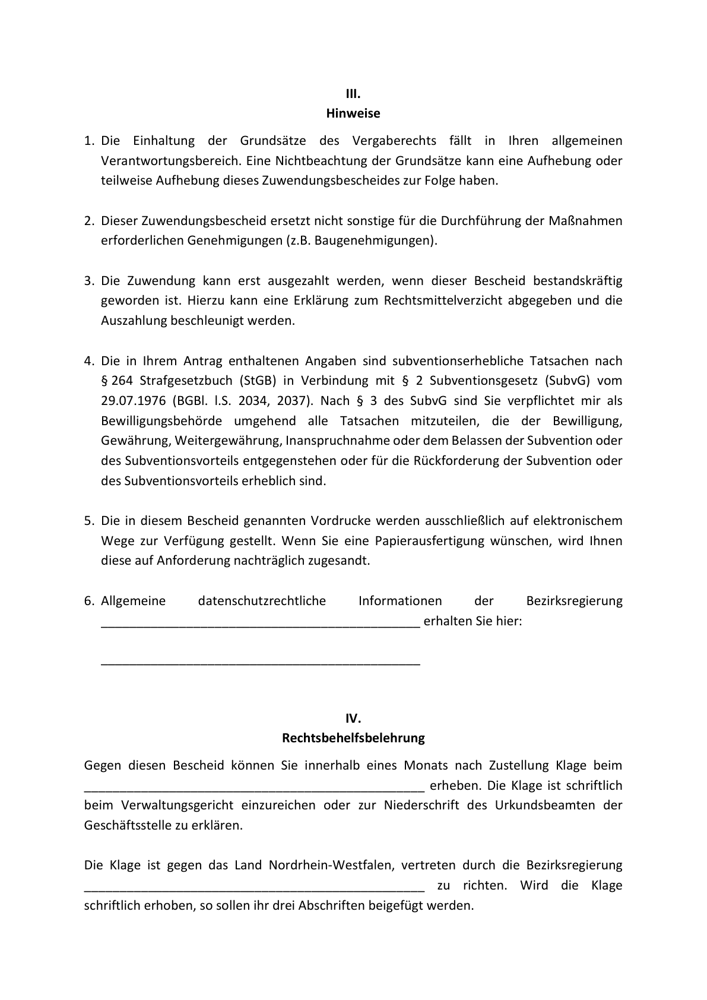 III.
Hinweise
1. Die Einhaltung der Grundsätze des Vergaberechts fällt in Ihren allgemeinen
Verantwortungsbereich. Eine Nichtbeachtung der Grundsätze kann eine Aufhebung oder
teilweise Aufhebung dieses Zuwendungsbescheides zur Folge haben.
2. Dieser Zuwendungsbescheid ersetzt nicht sonstige für die Durchführung der Maßnahmen
erforderlichen Genehmigungen (z.B. Baugenehmigungen).
3. Die Zuwendung kann erst ausgezahlt werden, wenn dieser Bescheid bestandskräftig
geworden ist. Hierzu kann eine Erklärung zum Rechtsmittelverzicht abgegeben und die
Auszahlung beschleunigt werden.
4. Die in Ihrem Antrag enthaltenen Angaben sind subventionserhebliche Tatsachen nach
§ 264 Strafgesetzbuch (StGB) in Verbindung mit § 2 Subventionsgesetz (SubvG) vom
29.07.1976 (BGBl. l.S. 2034, 2037). Nach § 3 des SubvG sind Sie verpflichtet mir als
Bewilligungsbehörde umgehend alle Tatsachen mitzuteilen, die der Bewilligung,
Gewährung, Weitergewährung, Inanspruchnahme oder dem Belassen der Subvention oder
des Subventionsvorteils entgegenstehen oder für die Rückforderung der Subvention oder
des Subventionsvorteils erheblich sind.
5. Die in diesem Bescheid genannten Vordrucke werden ausschließlich auf elektronischem
Wege zur Verfügung gestellt. Wenn Sie eine Papierausfertigung wünschen, wird Ihnen
diese auf Anforderung nachträglich zugesandt.
6. Allgemeine datenschutzrechtliche Informationen der Bezirksregierung
_____________________________________________ erhalten Sie hier:
_____________________________________________
IV.
Rechtsbehelfsbelehrung
Gegen diesen Bescheid können Sie innerhalb eines Monats nach Zustellung Klage beim
________________________________________________ erheben. Die Klage ist schriftlich
beim Verwaltungsgericht einzureichen oder zur Niederschrift des Urkundsbeamten der
Geschäftsstelle zu erklären.
Die Klage ist gegen das Land Nordrhein-Westfalen, vertreten durch die Bezirksregierung
________________________________________________ zu richten. Wird die Klage
schriftlich erhoben, so sollen ihr drei Abschriften beigefügt werden.